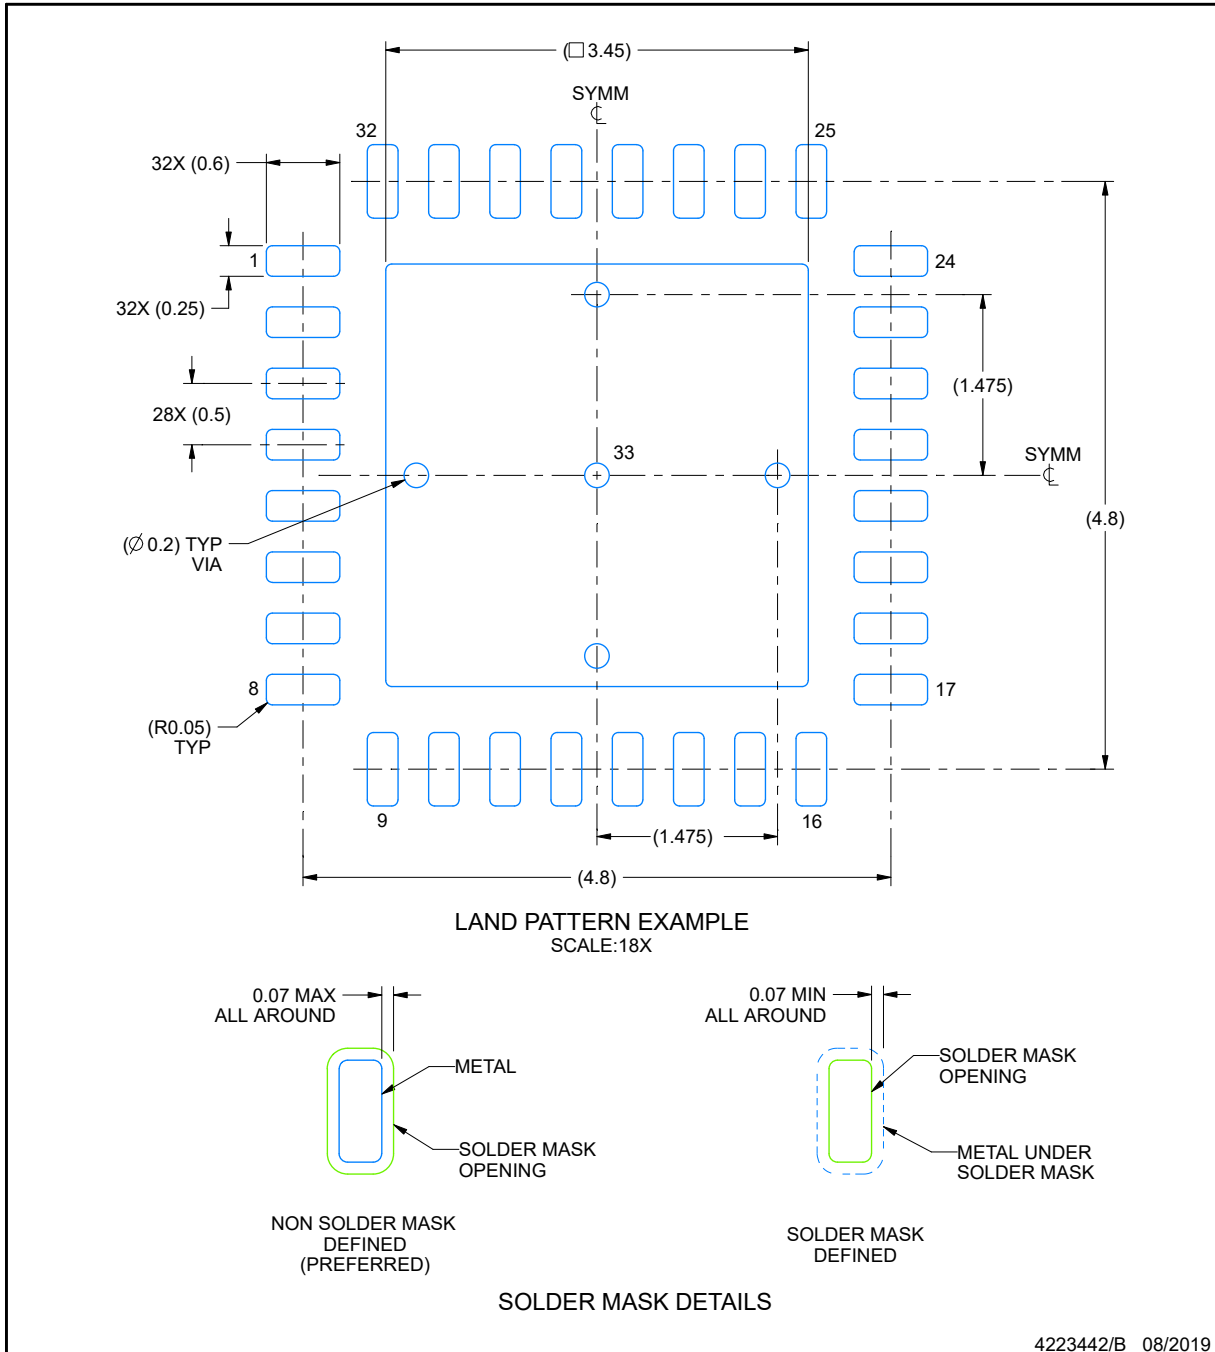 (□ 3.45)
SYMM
℄
32
25
32X (0.6)
1
24
32X (0.25)
(1.475)
28X (0.5)
33
SYMM
℄
(4.8)
(∅ 0.2) TYP
VIA
8
17
(R0.05)
TYP
9
16
(1.475)
(4.8)
LAND PATTERN EXAMPLE
SCALE:18X
0.07 MAX
ALL AROUND
METAL
SOLDER MASK
OPENING
NON SOLDER MASK
DEFINED
(PREFERRED)
0.07 MIN
ALL AROUND
SOLDER MASK
OPENING
METAL UNDER
SOLDER MASK
SOLDER MASK
DEFINED
SOLDER MASK DETAILS
4223442/B 08/2019